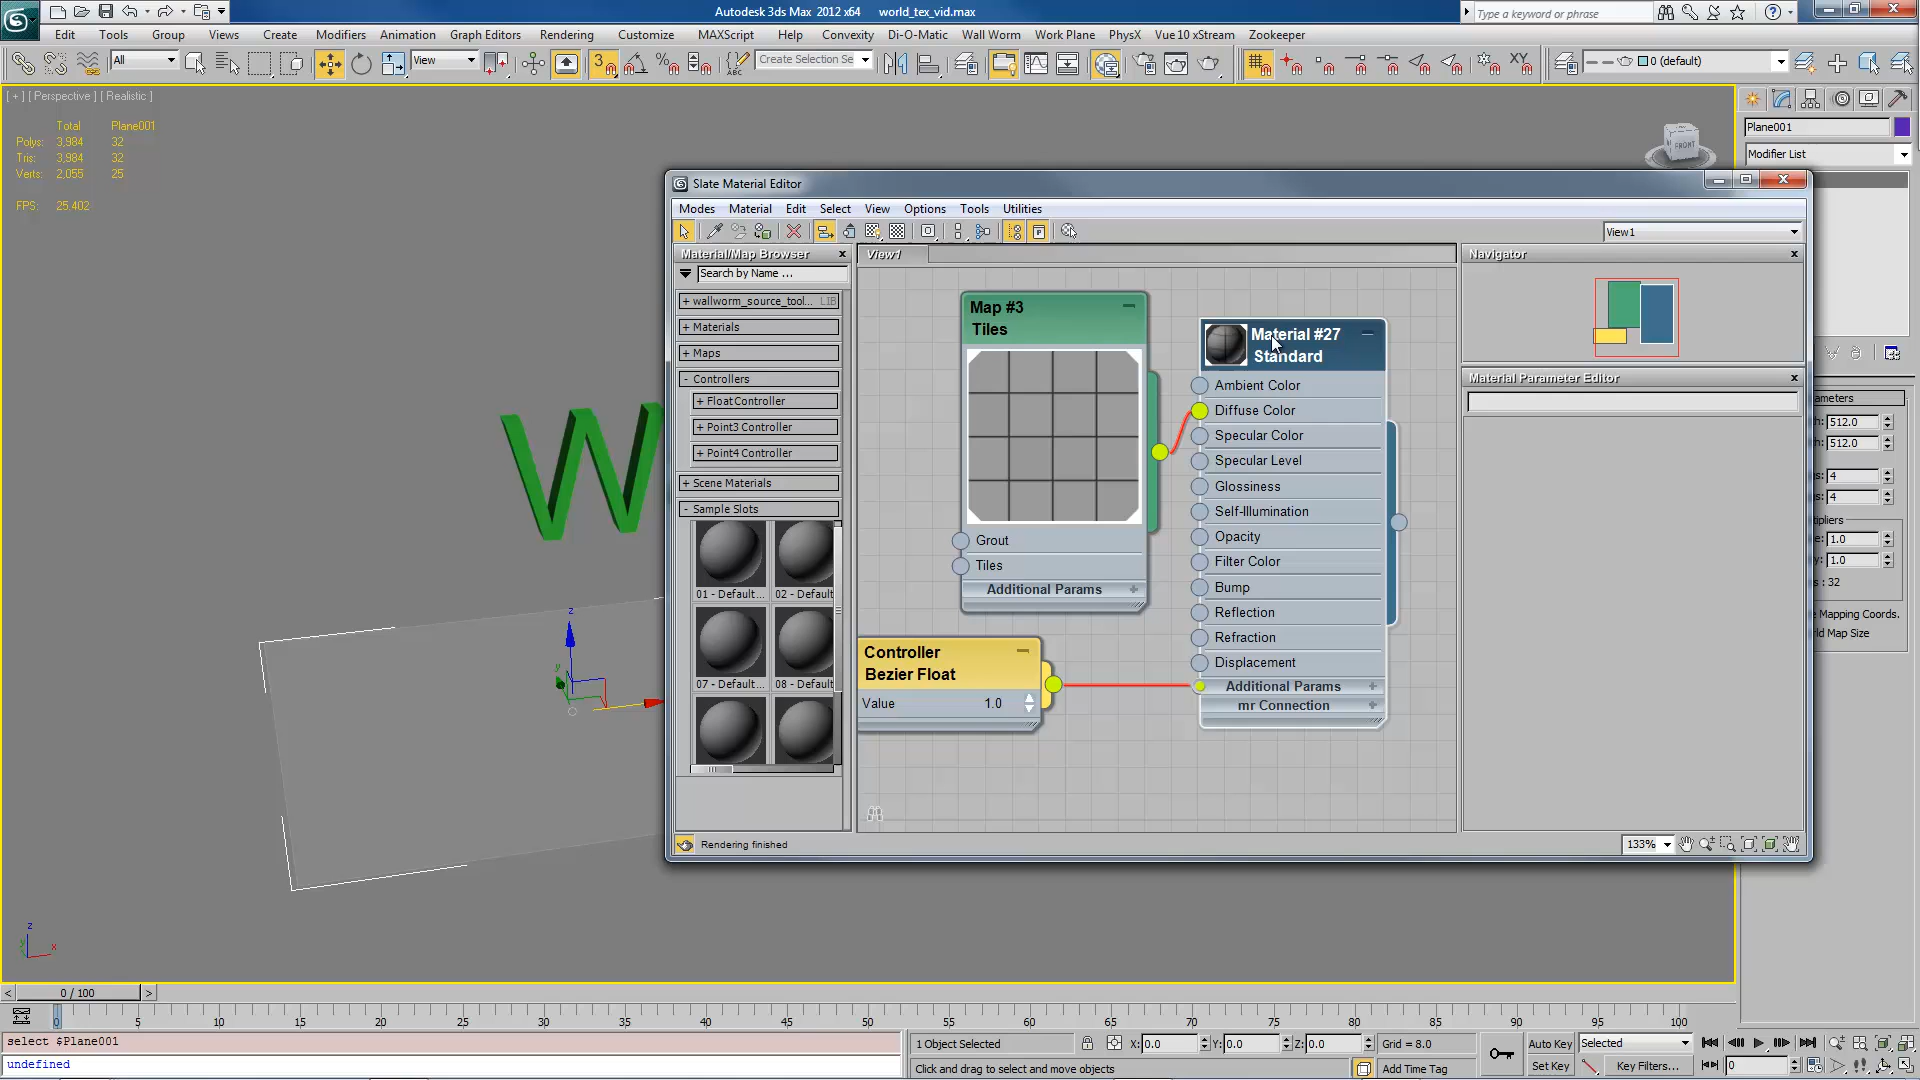 Autodesk 3ds Max 2012 x64 world_tex_vid.max
Type a keyword or phrase
Edit Tools Group Views Create Modifiers Animation Graph Editors Rendering Customize MAXScript Help Convexity Di-O-Matic Wall Worm Work Plane PhysX Vue 10 xStream Zookeeper
All View 3 Create Selection Se XY 0 (default)
[ + ] [ Perspective ] [ Realistic ]
Total Plane001
Polys: 3,984 32
Tris: 3,984 32
Verts: 2,055 25
FPS: 25.402
FRONT
Plane001
Modifier List
W
Slate Material Editor
Modes Material Edit Select View Options Tools Utilities
View1
Material/Map Browser
Search by Name ...
+ wallworm_source_tool... LIB
+ Materials
+ Maps
- Controllers
+ Float Controller
+ Point3 Controller
+ Point4 Controller
+ Scene Materials
- Sample Slots
01 - Default... 02 - Default...
07 - Default... 08 - Default...
View1
Map #3
Tiles
Grout
Tiles
Additional Params +
Controller
Bezier Float
Value 1.0
Material #27
Standard
Ambient Color
Diffuse Color
Specular Color
Specular Level
Glossiness
Self-Illumination
Opacity
Filter Color
Bump
Reflection
Refraction
Displacement
Additional Params +
mr Connection +
Navigator
Material Parameter Editor
Rendering finished
133%
ameters
h: 512.0
h: 512.0
s: 4
s: 4
ltipliers
e: 1.0
y: 1.0
: 32
e Mapping Coords.
rld Map Size
z
y
z
y x
< 0 / 100 >
0 5 10 15 20 25 30 35 40 45 50 55 60 65 70 75 80 85 90 95 100
select $Plane001
undefined
1 Object Selected X: 0.0 Y: 0.0 Z: 0.0 Grid = 8.0
Click and drag to select and move objects Add Time Tag
Auto Key Selected
Set Key Key Filters... 0